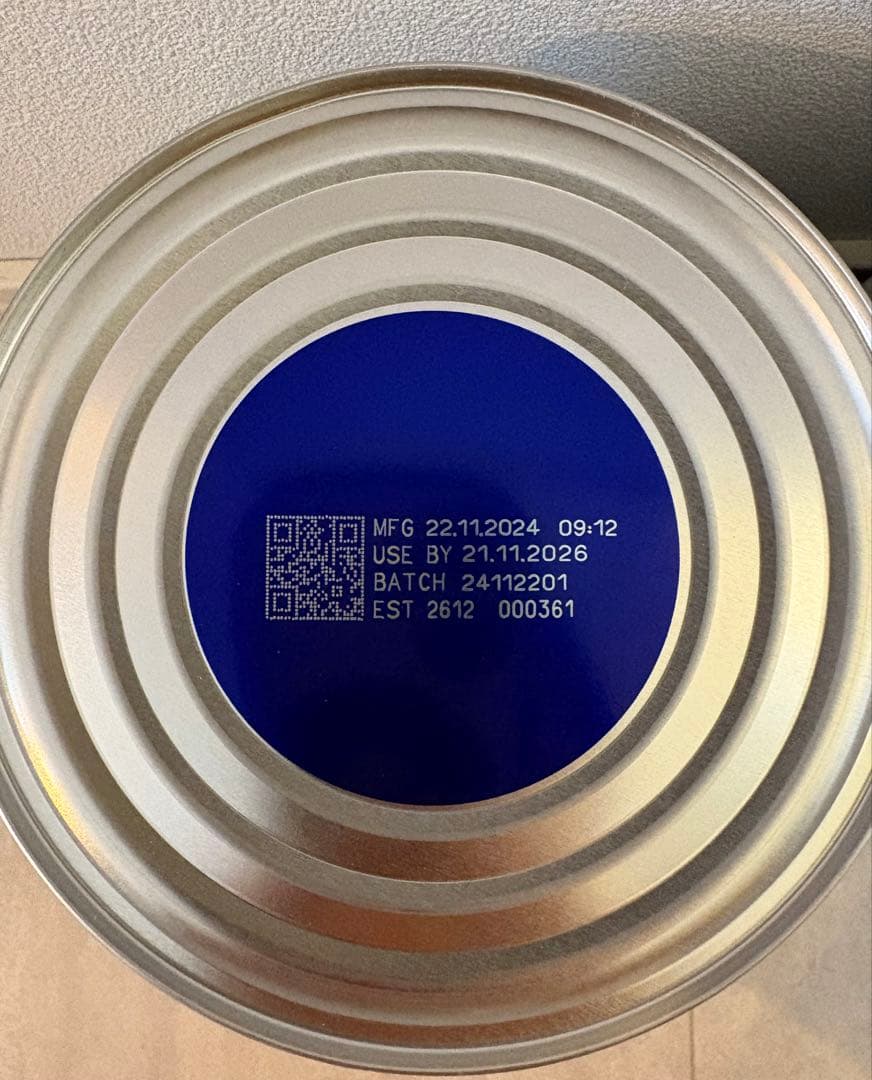 MFG 22.11.2024 09:12
USE BY 21.11.2026
BATCH 24112201
EST 2612 000361